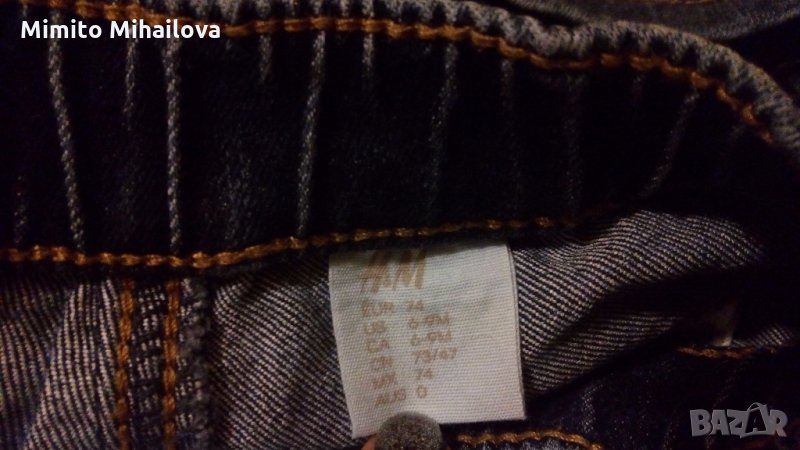 Mimito Mihailova
H&M
EUR 74
US 6-9M
CA 6-9M
CN 73/47
MX 74
AUS 0
BAZAR